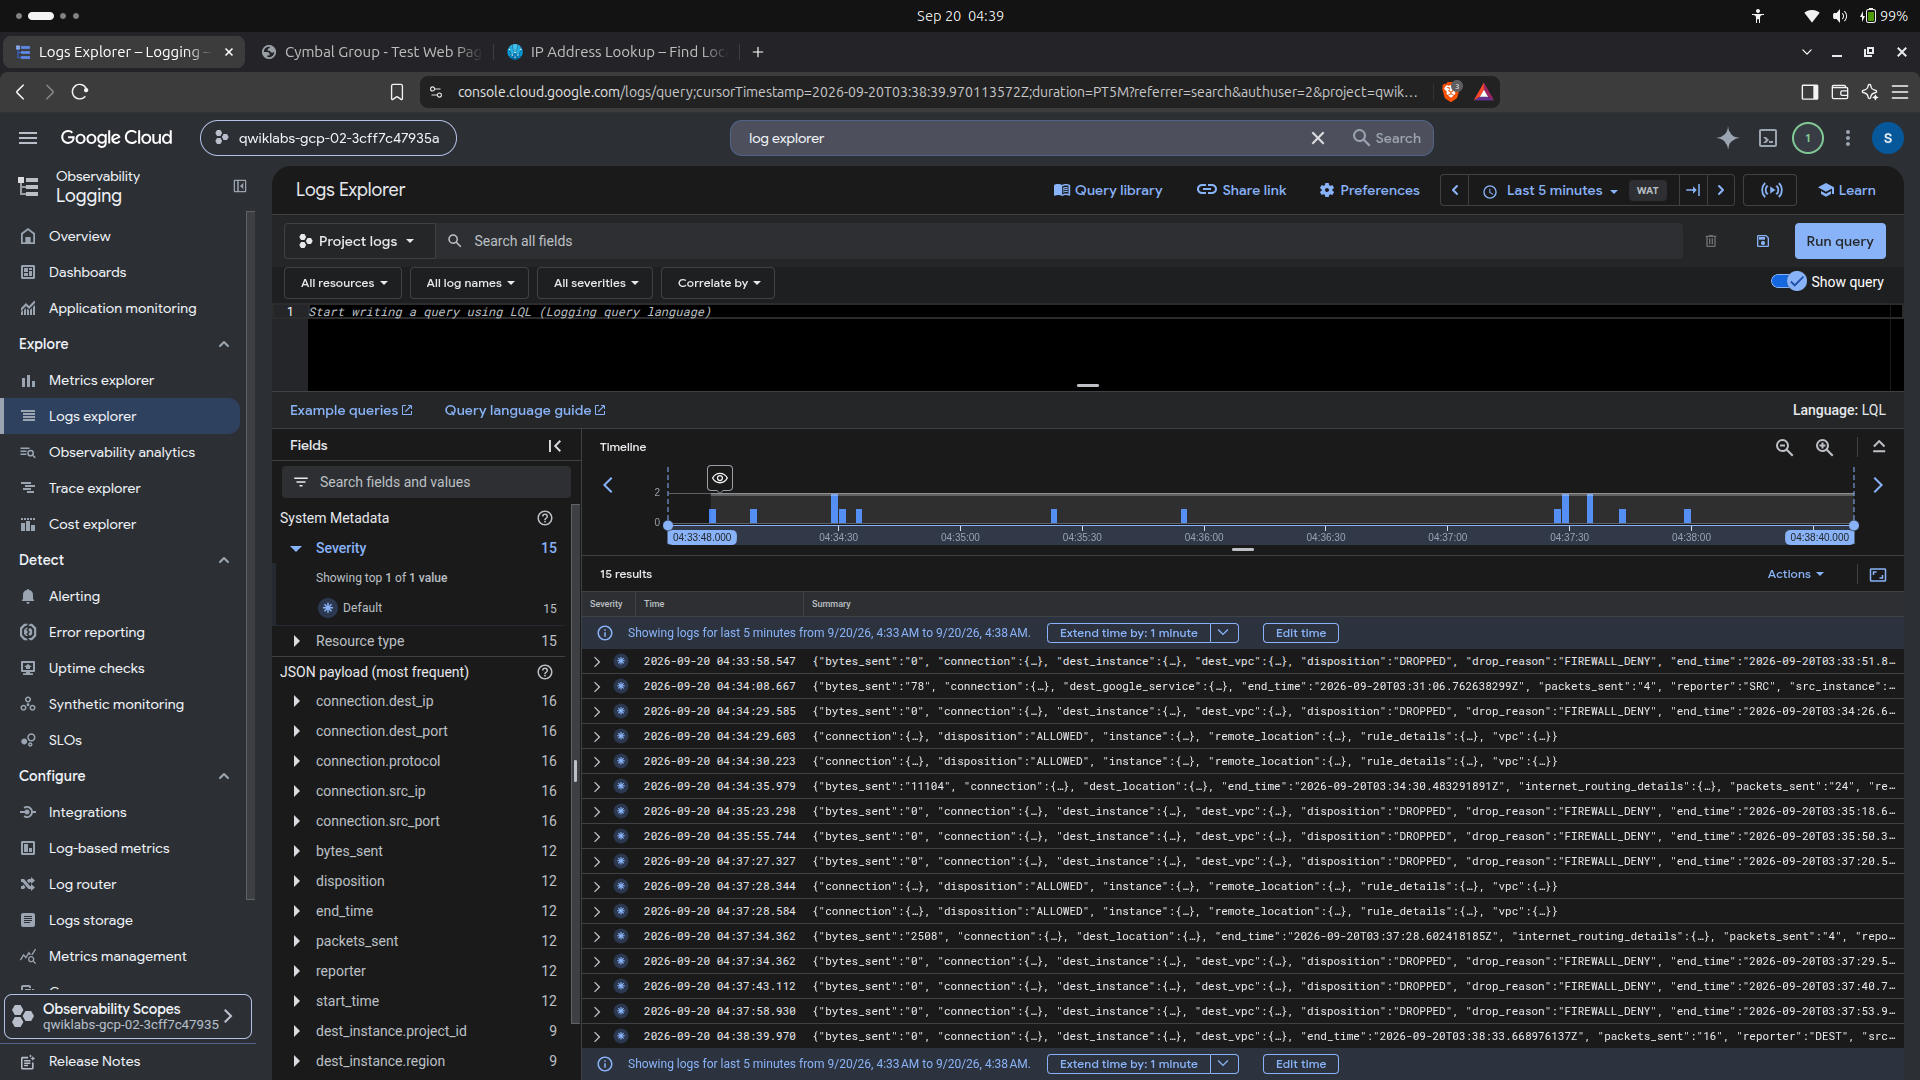 Sep 20 04:39
99%
Logs Explorer – Logging –
Cymbal Group - Test Web Pag
IP Address Lookup – Find Loc
console.cloud.google.com/logs/query;cursorTimestamp=2026-09-20T03:38:39.970113572Z;duration=PT5M?referrer=search&authuser=2&project=qwik...
3
Google Cloud
qwiklabs-gcp-02-3cff7c47935a
log explorer
Search
1
S
Observability
Logging
Logs Explorer
Query library
Share link
Preferences
Last 5 minutes
WAT
Learn
Overview
Dashboards
Application monitoring
Explore
Metrics explorer
Logs explorer
Observability analytics
Trace explorer
Cost explorer
Detect
Alerting
Error reporting
Uptime checks
Synthetic monitoring
SLOs
Configure
Integrations
Log-based metrics
Log router
Logs storage
Metrics management
Observability Scopes
qwiklabs-gcp-02-3cff7c47935
Release Notes
Project logs
Search all fields
Run query
All resources
All log names
All severities
Correlate by
Show query
1
Start writing a query using LQL (Logging query language)
Example queries
Query language guide
Language: LQL
Fields
Search fields and values
System Metadata
Severity 15
Showing top 1 of 1 value
Default 15
Resource type 15
JSON payload (most frequent)
connection.dest_ip 16
connection.dest_port 16
connection.protocol 16
connection.src_ip 16
connection.src_port 16
bytes_sent 12
disposition 12
end_time 12
packets_sent 12
reporter 12
start_time 12
dest_instance.project_id 9
dest_instance.region 9
Timeline
2
0
04:33:48.000
04:34:30
04:35:00
04:35:30
04:36:00
04:36:30
04:37:00
04:37:30
04:38:00
04:38:40.000
15 results
Actions
Severity Time Summary
Showing logs for last 5 minutes from 9/20/26, 4:33 AM to 9/20/26, 4:38 AM. Extend time by: 1 minute Edit time
2026-09-20 04:33:58.547 {"bytes_sent":"0", "connection":{…}, "dest_instance":{…}, "dest_vpc":{…}, "disposition":"DROPPED", "drop_reason":"FIREWALL_DENY", "end_time":"2026-09-20T03:33:51.8…
2026-09-20 04:34:08.667 {"bytes_sent":"78", "connection":{…}, "dest_google_service":{…}, "end_time":"2026-09-20T03:31:06.762638299Z", "packets_sent":"4", "reporter":"SRC", "src_instance":…
2026-09-20 04:34:29.585 {"bytes_sent":"0", "connection":{…}, "dest_instance":{…}, "dest_vpc":{…}, "disposition":"DROPPED", "drop_reason":"FIREWALL_DENY", "end_time":"2026-09-20T03:34:26.6…
2026-09-20 04:34:29.603 {"connection":{…}, "disposition":"ALLOWED", "instance":{…}, "remote_location":{…}, "rule_details":{…}, "vpc":{…}}
2026-09-20 04:34:30.223 {"connection":{…}, "disposition":"ALLOWED", "instance":{…}, "remote_location":{…}, "rule_details":{…}, "vpc":{…}}
2026-09-20 04:34:35.979 {"bytes_sent":"11104", "connection":{…}, "dest_location":{…}, "end_time":"2026-09-20T03:34:30.483291891Z", "internet_routing_details":{…}, "packets_sent":"24", "re…
2026-09-20 04:35:23.298 {"bytes_sent":"0", "connection":{…}, "dest_instance":{…}, "dest_vpc":{…}, "disposition":"DROPPED", "drop_reason":"FIREWALL_DENY", "end_time":"2026-09-20T03:35:18.6…
2026-09-20 04:35:55.744 {"bytes_sent":"0", "connection":{…}, "dest_instance":{…}, "dest_vpc":{…}, "disposition":"DROPPED", "drop_reason":"FIREWALL_DENY", "end_time":"2026-09-20T03:35:50.3…
2026-09-20 04:37:27.327 {"bytes_sent":"0", "connection":{…}, "dest_instance":{…}, "dest_vpc":{…}, "disposition":"DROPPED", "drop_reason":"FIREWALL_DENY", "end_time":"2026-09-20T03:37:20.5…
2026-09-20 04:37:28.344 {"connection":{…}, "disposition":"ALLOWED", "instance":{…}, "remote_location":{…}, "rule_details":{…}, "vpc":{…}}
2026-09-20 04:37:28.584 {"connection":{…}, "disposition":"ALLOWED", "instance":{…}, "remote_location":{…}, "rule_details":{…}, "vpc":{…}}
2026-09-20 04:37:34.362 {"bytes_sent":"2508", "connection":{…}, "dest_location":{…}, "end_time":"2026-09-20T03:37:28.602418185Z", "internet_routing_details":{…}, "packets_sent":"4", "repo…
2026-09-20 04:37:34.362 {"bytes_sent":"0", "connection":{…}, "dest_instance":{…}, "dest_vpc":{…}, "disposition":"DROPPED", "drop_reason":"FIREWALL_DENY", "end_time":"2026-09-20T03:37:29.5…
2026-09-20 04:37:43.112 {"bytes_sent":"0", "connection":{…}, "dest_instance":{…}, "dest_vpc":{…}, "disposition":"DROPPED", "drop_reason":"FIREWALL_DENY", "end_time":"2026-09-20T03:37:40.7…
2026-09-20 04:37:58.930 {"bytes_sent":"0", "connection":{…}, "dest_instance":{…}, "dest_vpc":{…}, "disposition":"DROPPED", "drop_reason":"FIREWALL_DENY", "end_time":"2026-09-20T03:37:53.9…
2026-09-20 04:38:39.970 {"bytes_sent":"0", "connection":{…}, "dest_instance":{…}, "dest_vpc":{…}, "end_time":"2026-09-20T03:38:33.668976137Z", "packets_sent":"16", "reporter":"DEST", "src…
Showing logs for last 5 minutes from 9/20/26, 4:33 AM to 9/20/26, 4:38 AM. Extend time by: 1 minute Edit time